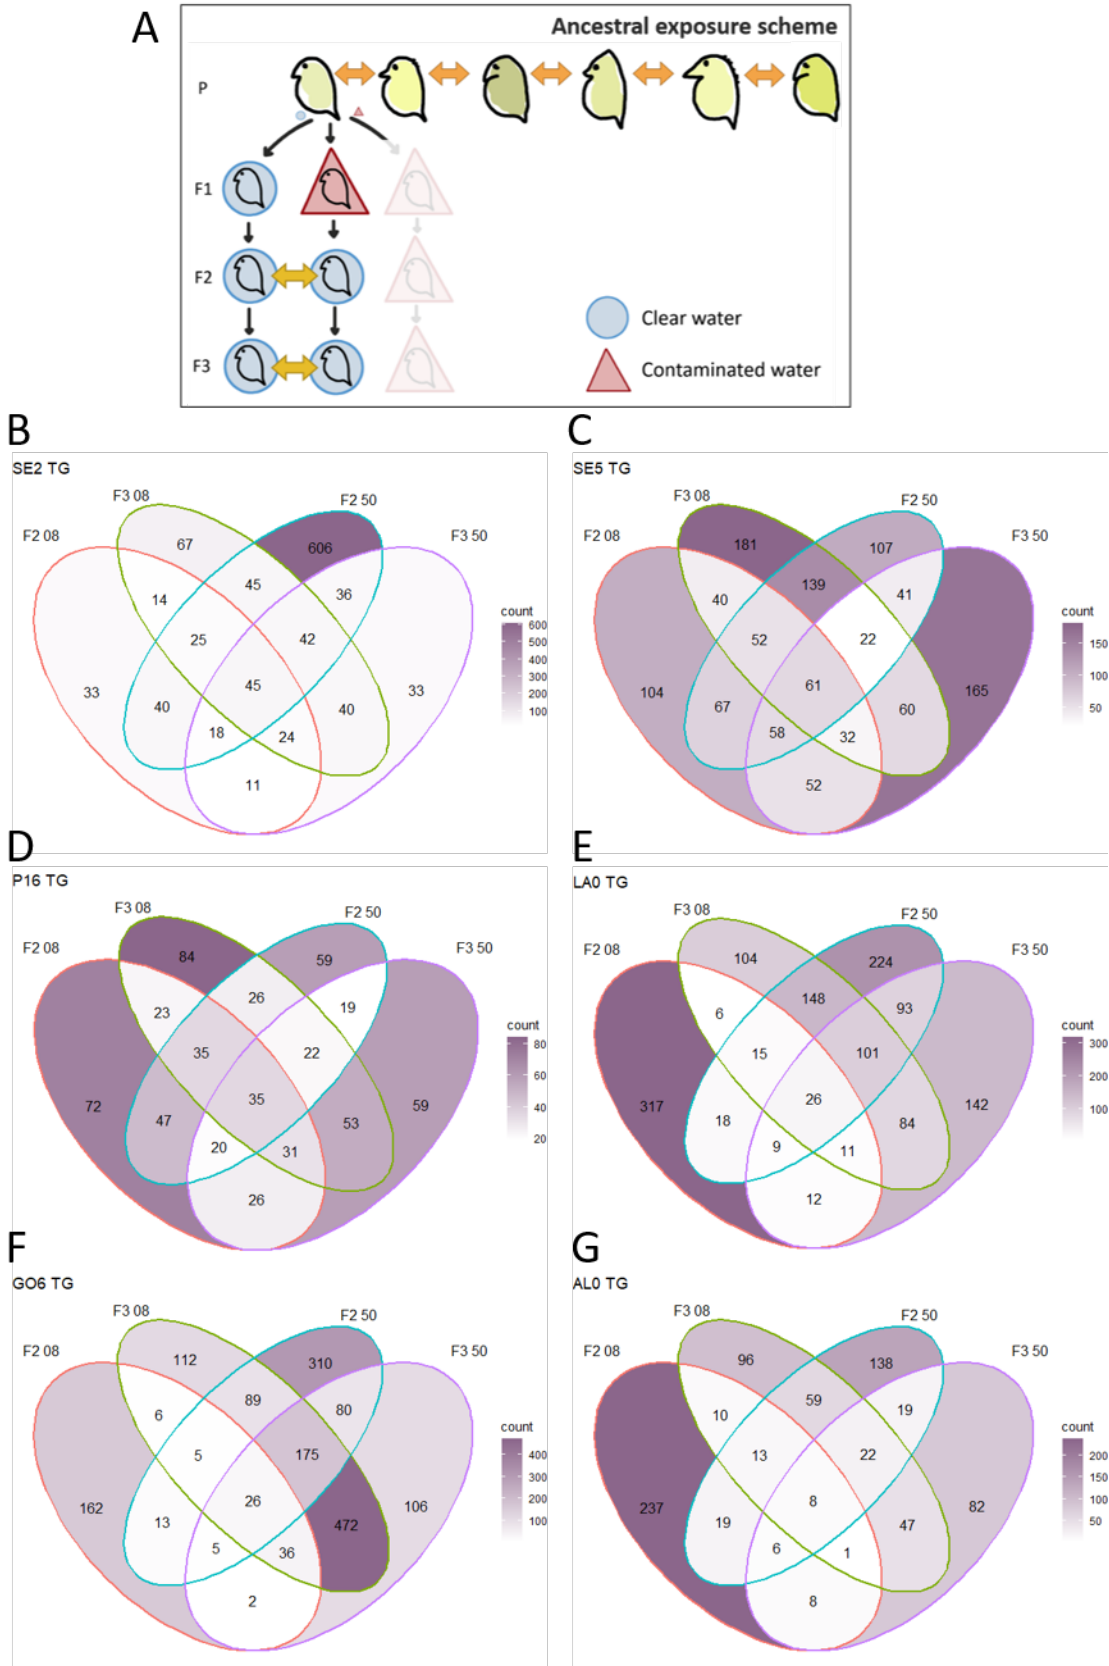 A
Ancestral exposure scheme
P
F1
F2
F3
Clear water
Contaminated water
B
SE2 TG
F3 08
F2 50
F2 08
F3 50
67
606
45
36
14
25
42
33
40
45
40
33
18
24
11
count
600
500
400
300
200
100
C
SE5 TG
F3 08
F2 50
F2 08
F3 50
181
107
139
41
40
52
22
104
67
61
60
165
58
32
52
count
150
100
50
D
P16 TG
F3 08
F2 50
F2 08
F3 50
84
59
26
19
23
35
22
72
47
35
53
59
20
31
26
count
80
60
40
20
E
LA0 TG
F3 08
F2 50
F2 08
F3 50
104
224
148
93
6
15
101
317
18
26
84
142
9
11
12
count
300
200
100
F
GO6 TG
F3 08
F2 50
F2 08
F3 50
112
310
89
80
6
5
175
162
13
26
472
106
5
36
2
count
400
300
200
100
G
AL0 TG
F3 08
F2 50
F2 08
F3 50
96
138
59
19
10
13
22
237
19
8
47
82
6
1
8
count
200
150
100
50